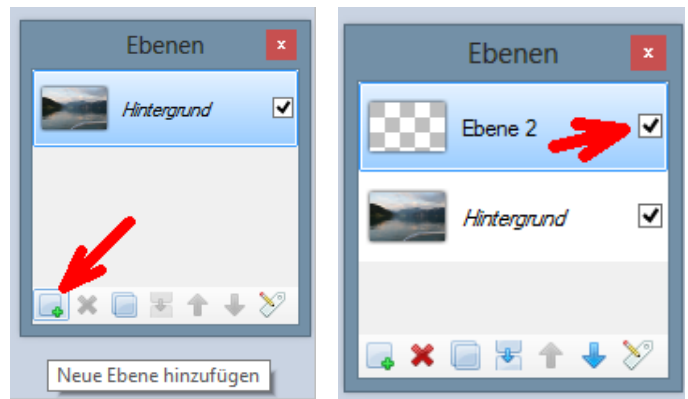 Ebenen
x
Hintergrund
Neue Ebene hinzufügen
Ebenen
x
Ebene 2
Hintergrund